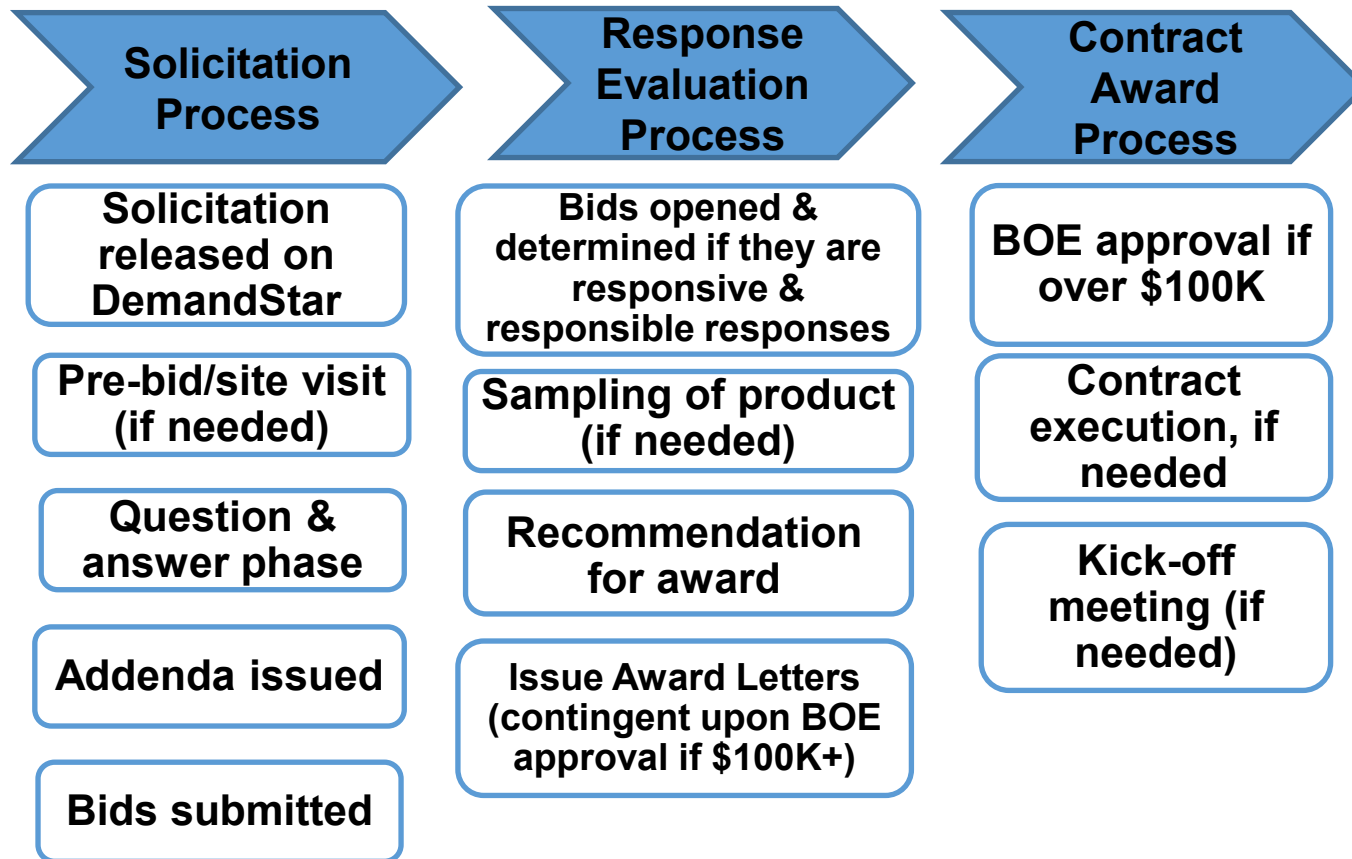 Solicitation
Process
Response
Evaluation
Process
Contract
Award
Process
Solicitation
released on
DemandStar
Pre-bid/site visit
(if needed)
Question &
answer phase
Addenda issued
Bids submitted
Bids opened &
determined if they are
responsive &
responsible responses
Sampling of product
(if needed)
Recommendation
for award
Issue Award Letters
(contingent upon BOE
approval if $100K+)
BOE approval if
over $100K
Contract
execution, if
needed
Kick-off
meeting (if
needed)